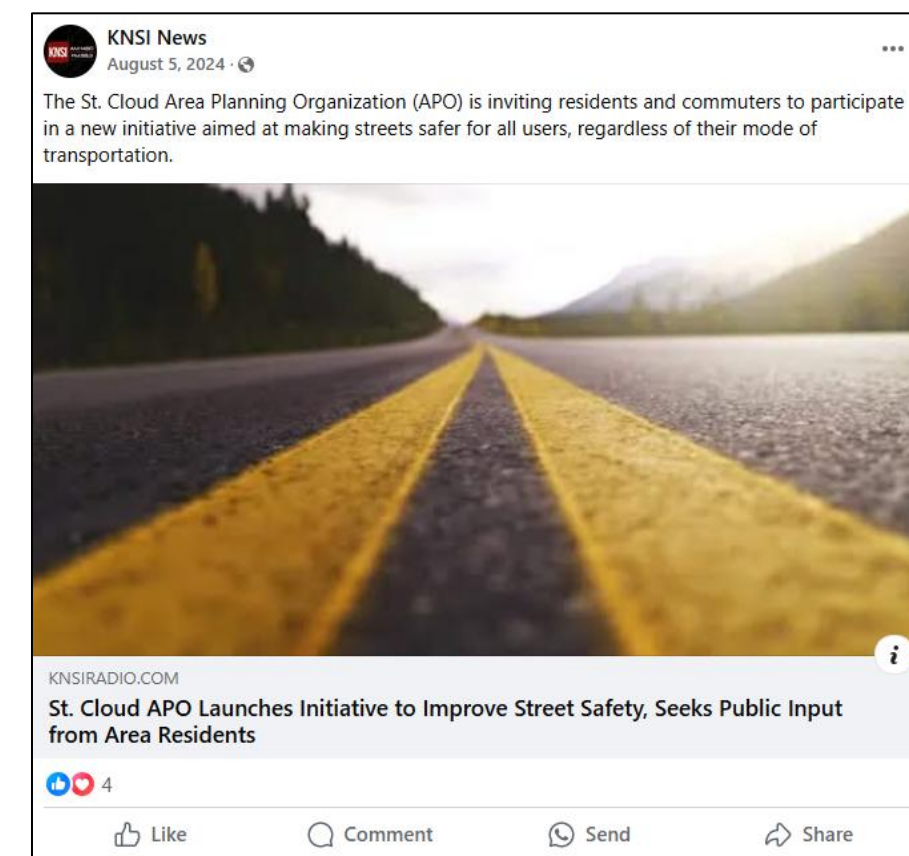 KNSI News
KNSI
August 5, 2024 ·
The St. Cloud Area Planning Organization (APO) is inviting residents and commuters to participate
in a new initiative aimed at making streets safer for all users, regardless of their mode of
transportation.
i
KNSIRADIO.COM
St. Cloud APO Launches Initiative to Improve Street Safety, Seeks Public Input
from Area Residents
4
Like Comment Send Share